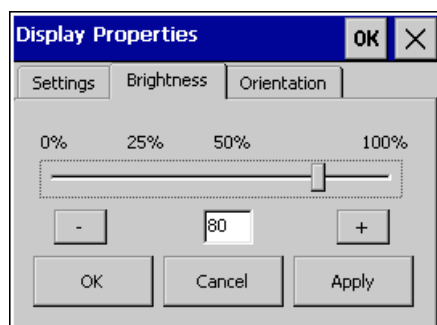 Display Properties OK
Settings Brightness Orientation
0% 25% 50% 100%
- 80 +
OK Cancel Apply